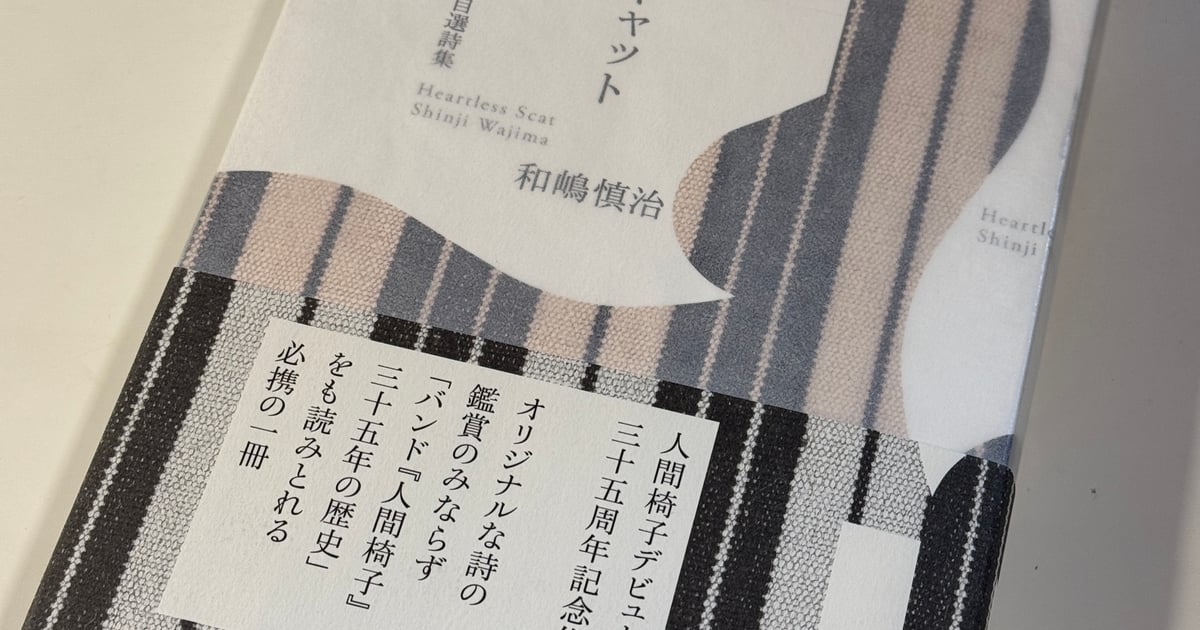 ャット
自選詩集
Heartless Scat
Shinji Wajima
和嶋慎治
Heartle
Shinji
人間椅子デビュー
三十五周年記念
オリジナルな詩の
鑑賞のみならず
「バンド『人間椅子』
三十五年の歴史」
をも読みとれる
必携の一冊